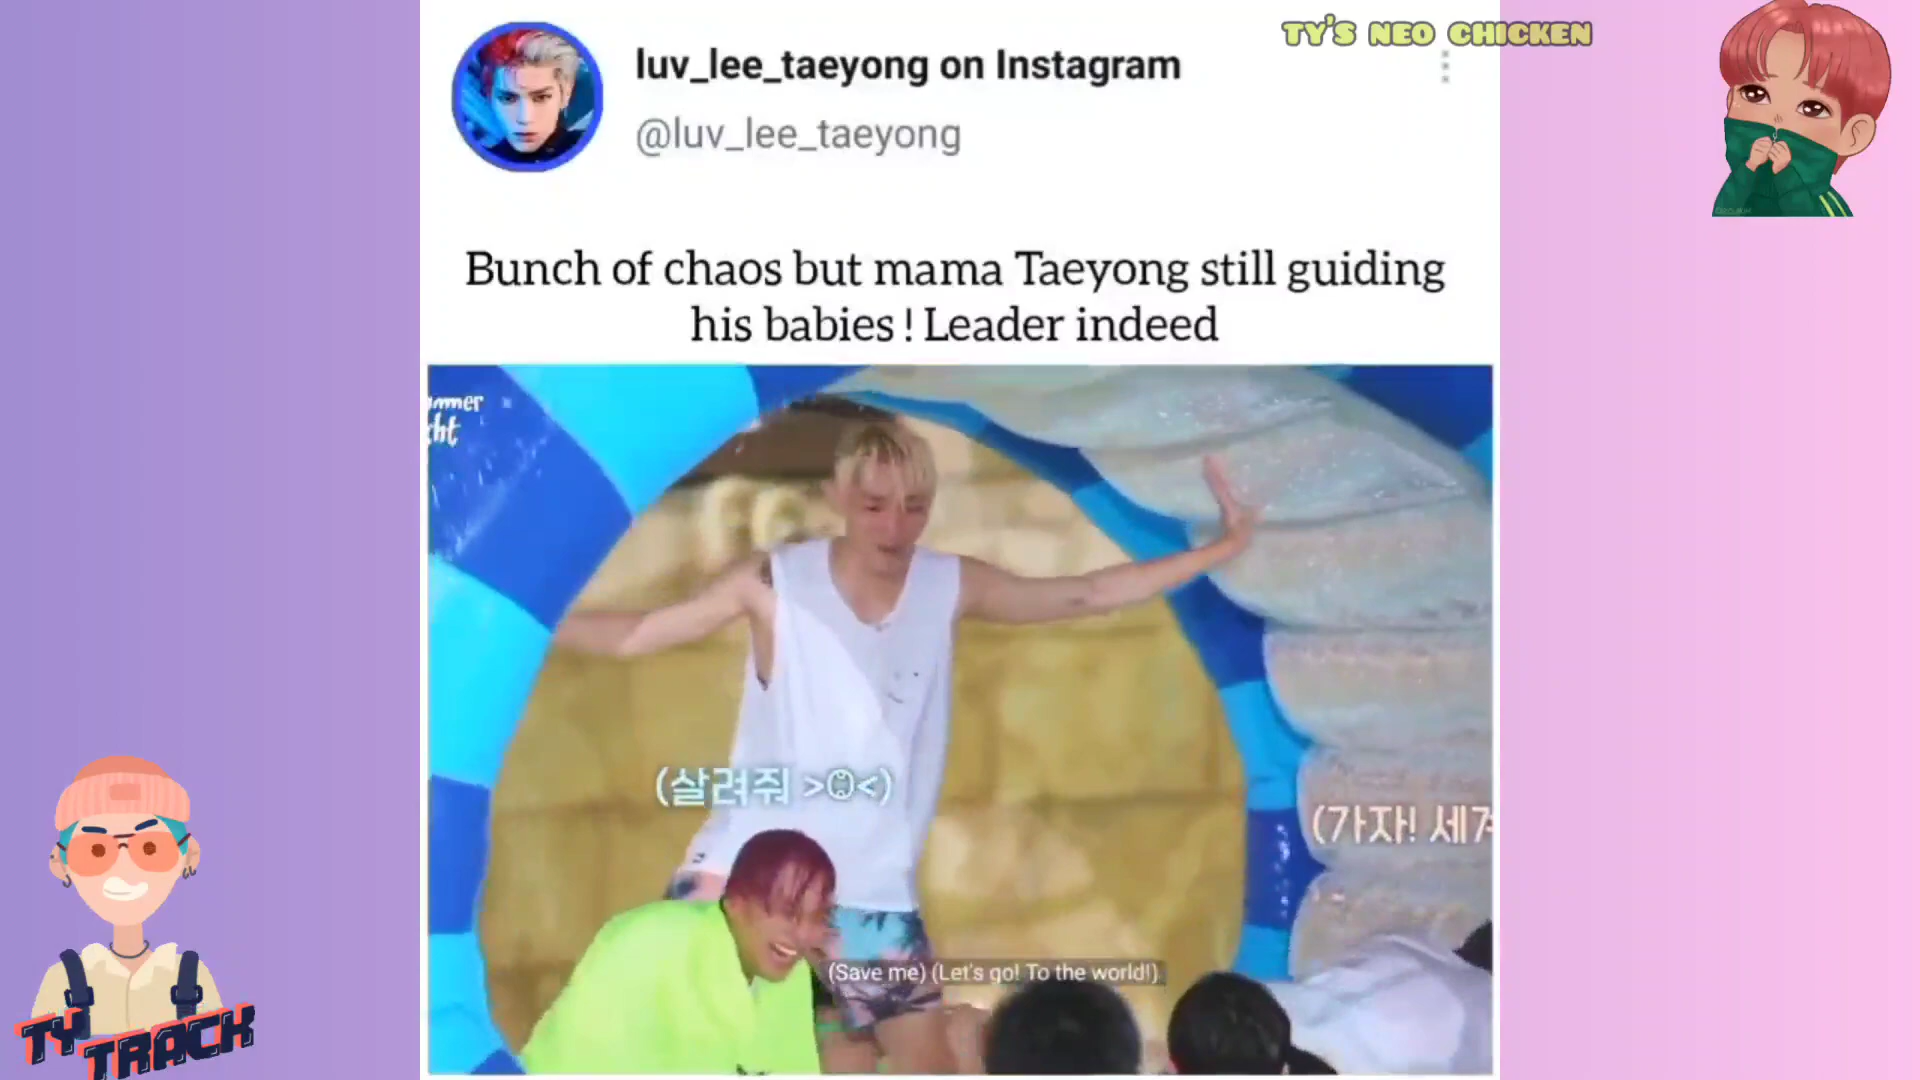 TY'S NEO CHICKEN
luv_lee_taeyong on Instagram
@luv_lee_taeyong
Bunch of chaos but mama Taeyong still guiding
his babies ! Leader indeed
(살려줘 >
<)
(가자! 세계
(Save me) (Let's go! To the world!)
TY
TRACK